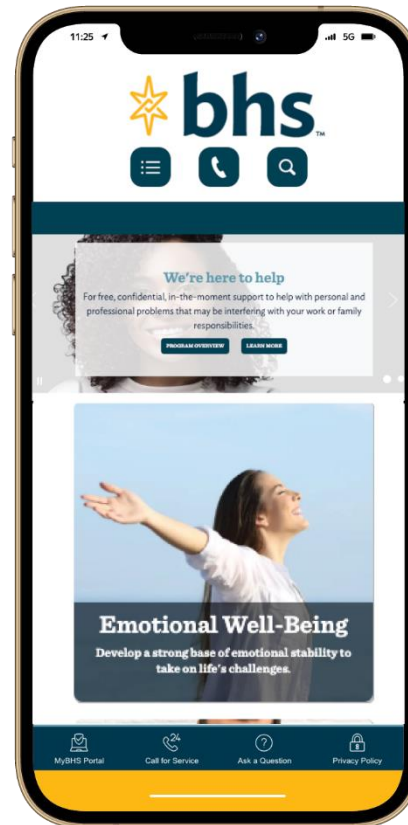 11:25
5G
bhs™
We're here to help
For free, confidential, in-the-moment support to help with personal and
professional problems that may be interfering with your work or family
responsibilities.
PROGRAM OVERVIEW LEARN MORE
Emotional Well-Being
Develop a strong base of emotional stability to
take on life's challenges.
24
MyBHS Portal Call for Service Ask a Question Privacy Policy